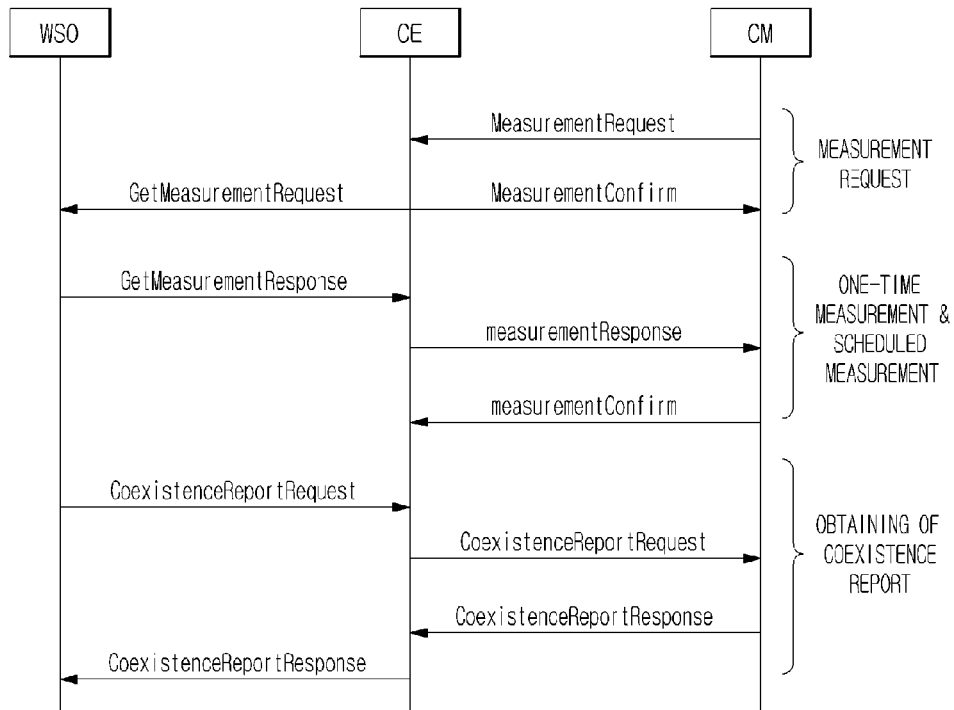 WSO
CE
CM
MeasurementRequest
MEASUREMENT
REQUEST
GetMeasurementRequest
MeasurementConfirm
GetMeasurementResponse
measurementResponse
measurementConfirm
ONE-TIME
MEASUREMENT &
SCHEDULED
MEASUREMENT
CoexistenceReportRequest
CoexistenceReportRequest
CoexistenceReportResponse
CoexistenceReportResponse
OBTAINING OF
COEXISTENCE
REPORT